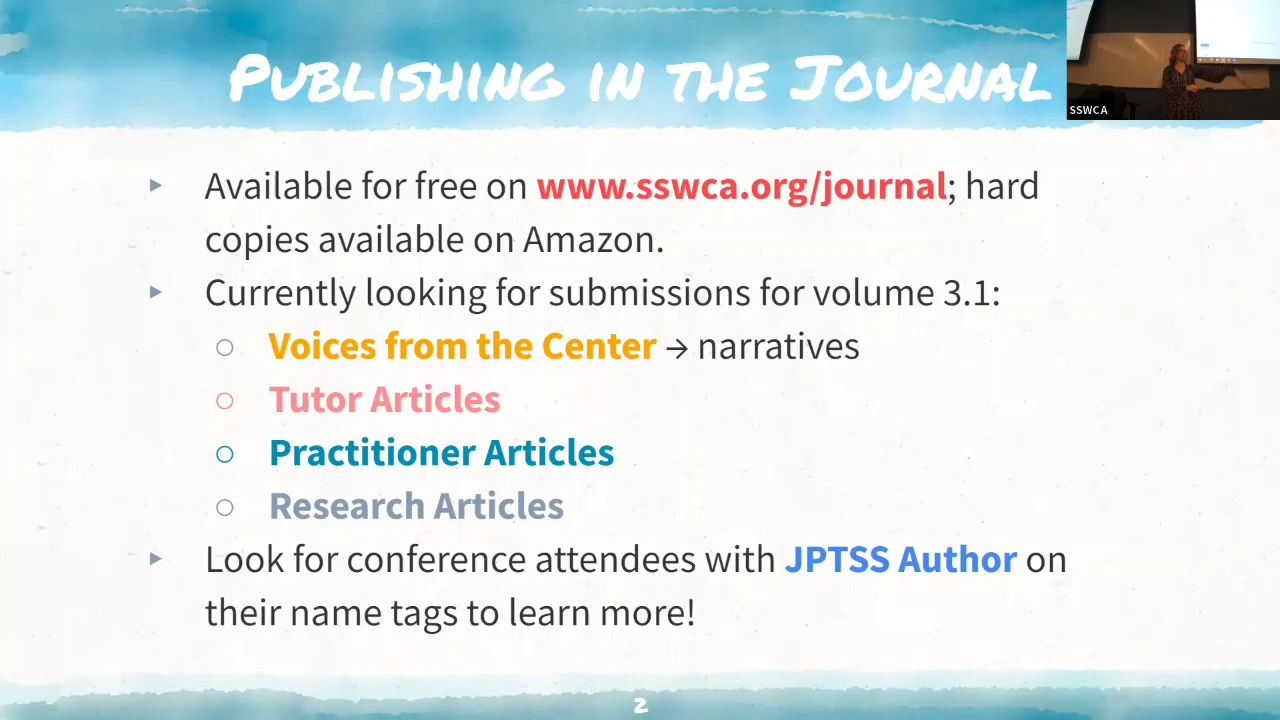 Publishing in the Journal
SSWCA
▸ Available for free on www.sswca.org/journal; hard
copies available on Amazon.
▸ Currently looking for submissions for volume 3.1:
○ Voices from the Center → narratives
○ Tutor Articles
○ Practitioner Articles
○ Research Articles
▸ Look for conference attendees with JPTSS Author on
their name tags to learn more!
2